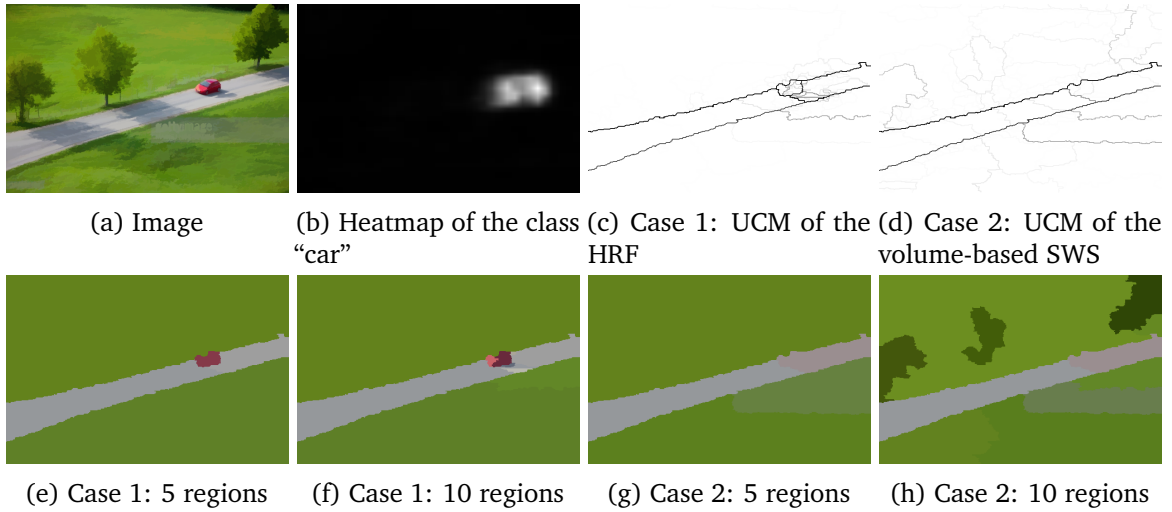 (a) Image
(b) Heatmap of the class
“car”
(c) Case 1: UCM of the
HRF
(d) Case 2: UCM of the
volume-based SWS
(e) Case 1: 5 regions
(f) Case 1: 10 regions
(g) Case 2: 5 regions
(h) Case 2: 10 regions